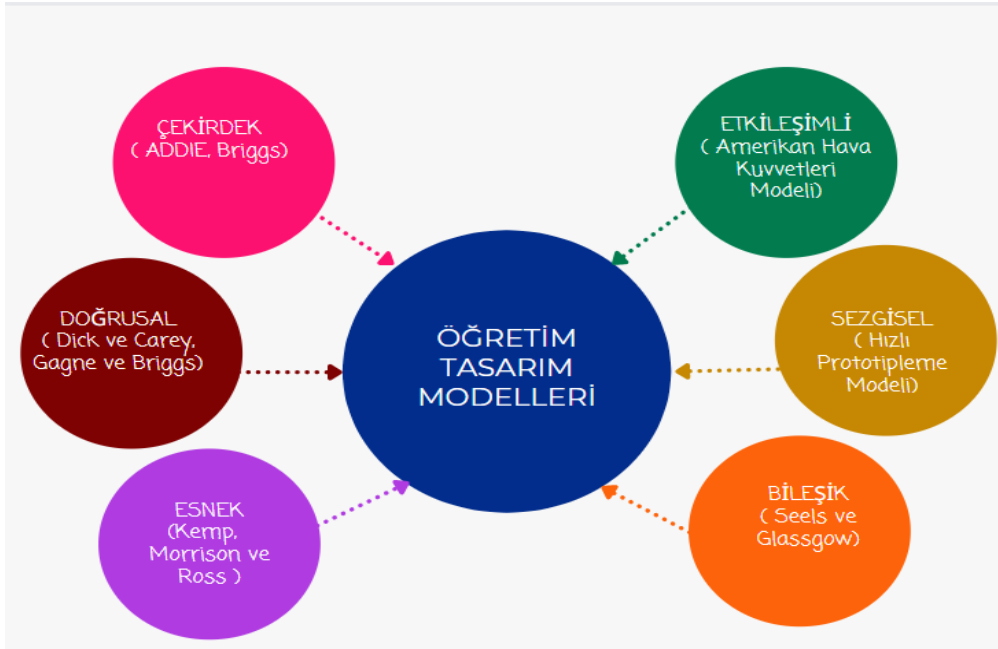 ÇEKİRDEK
( ADDIE, Briggs)
ETKİLEŞİMLİ
( Amerikan Hava
Kuvvetleri
Modeli)
DOĞRUSAL
( Dick ve Carey,
Gagne ve Briggs)
ÖĞRETİM
TASARIM
MODELLERİ
SEZGİSEL
( Hızlı
Prototipleme
Modeli)
ESNEK
(Kemp,
Morrison ve
Ross )
BİLEŞİK
( Seels ve
Glassgow)